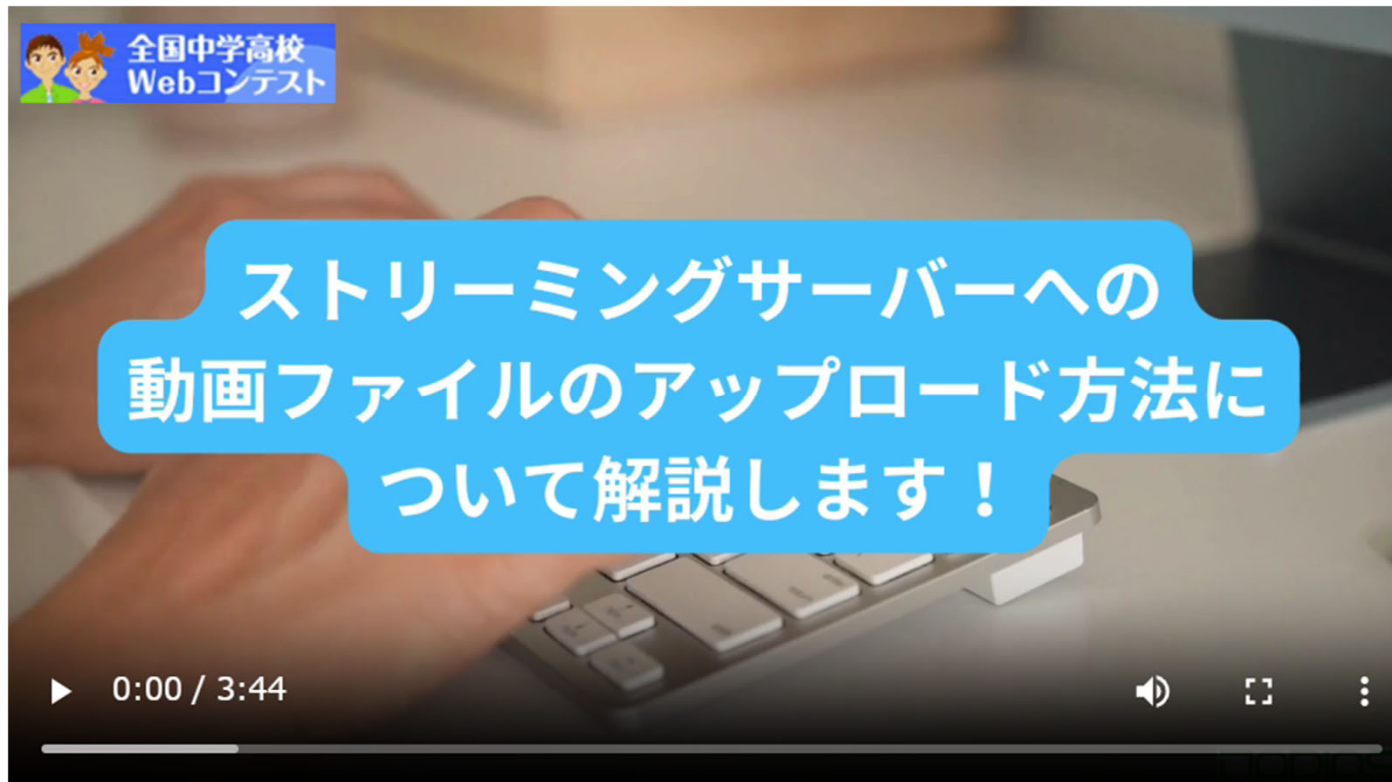 全国中学高校
Webコンテスト
ストリーミングサーバーへの
動画ファイルのアップロード方法に
ついて解説します！
0:00 / 3:44